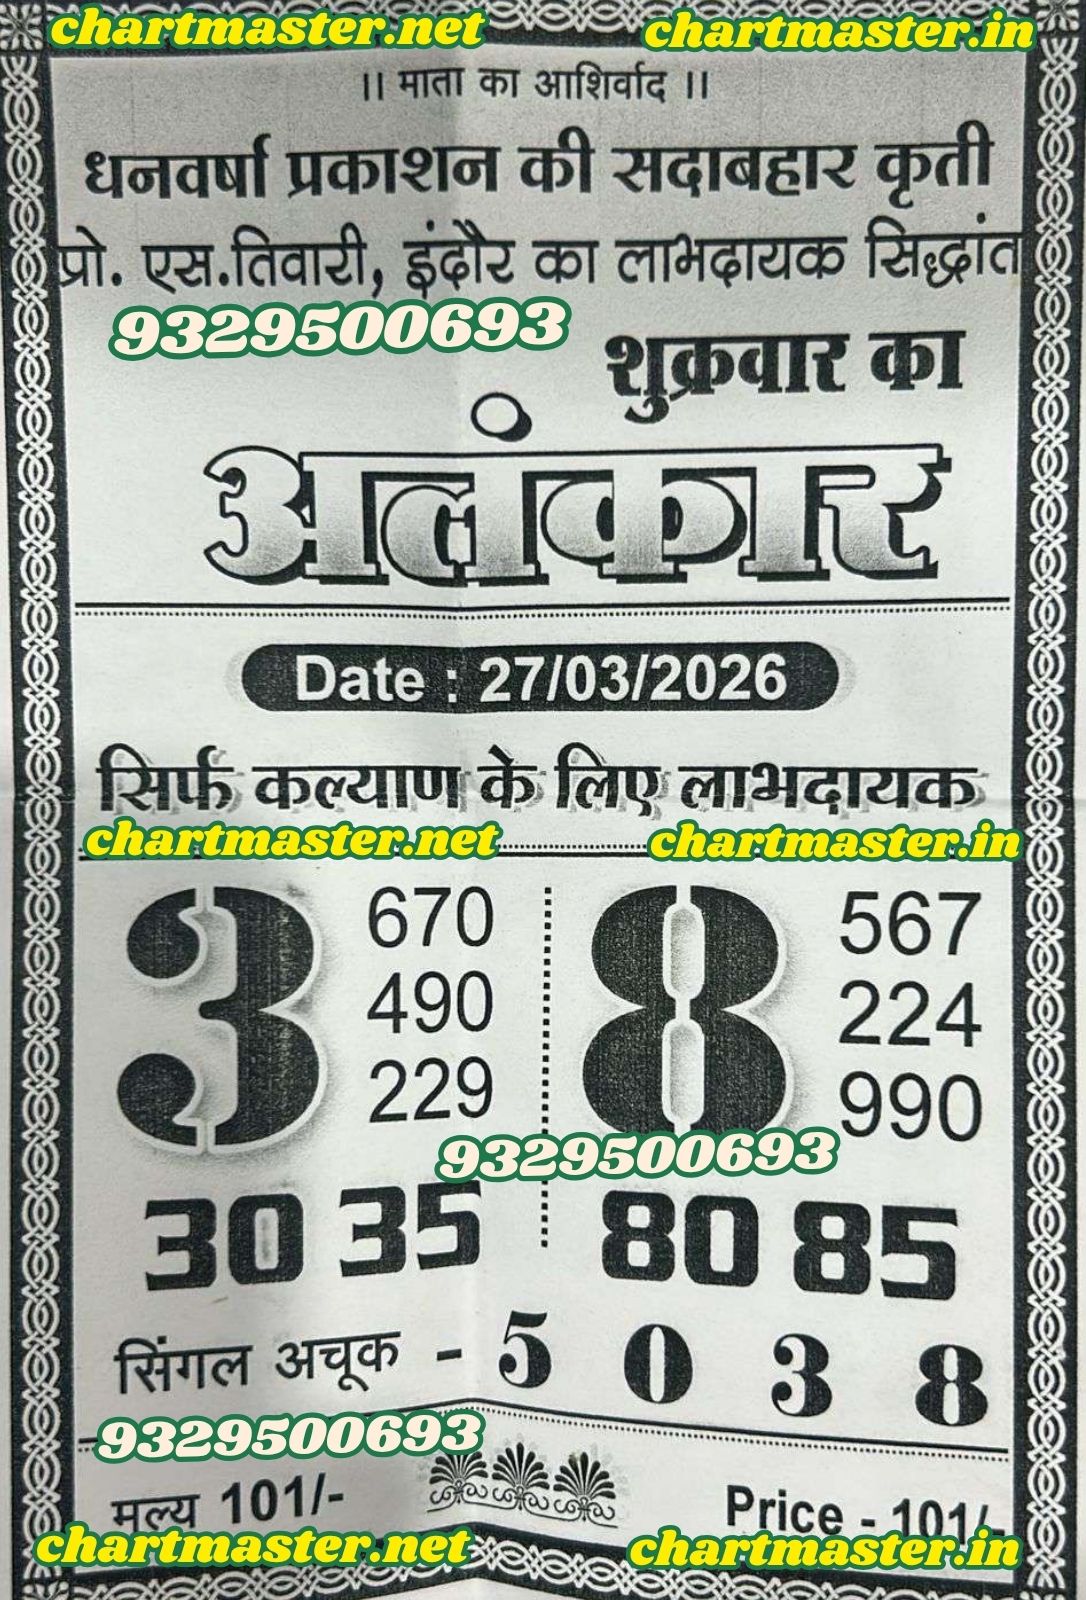 chartmaster.net chartmaster.in
।। माता का आशिर्वाद ।।
धनवर्षा प्रकाशन की सदाबहार कृती
प्रो. एस.तिवारी, इंदौर का लाभदायक सिद्धांत
9329500693
शुक्रवार का
अलंकार
Date : 27/03/2026
सिर्फ कल्याण के लिए लाभदायक
chartmaster.net chartmaster.in
3 670 8 567
490 224
229 990
9329500693
30 35 80 85
सिंगल अचूक - 5 0 3 8
9329500693
मूल्य 101/- Price - 101/-
chartmaster.net chartmaster.in